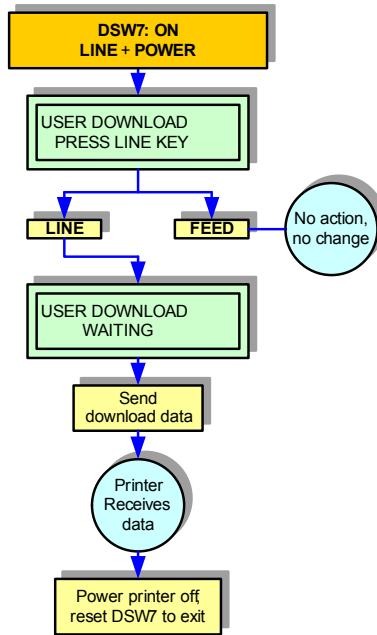 DSW7: ON
LINE + POWER
USER DOWNLOAD
PRESS LINE KEY
LINE
FEED
No action,
no change
USER DOWNLOAD
WAITING
Send
download data
Printer
Receives
data
Power printer off,
reset DSW7 to exit